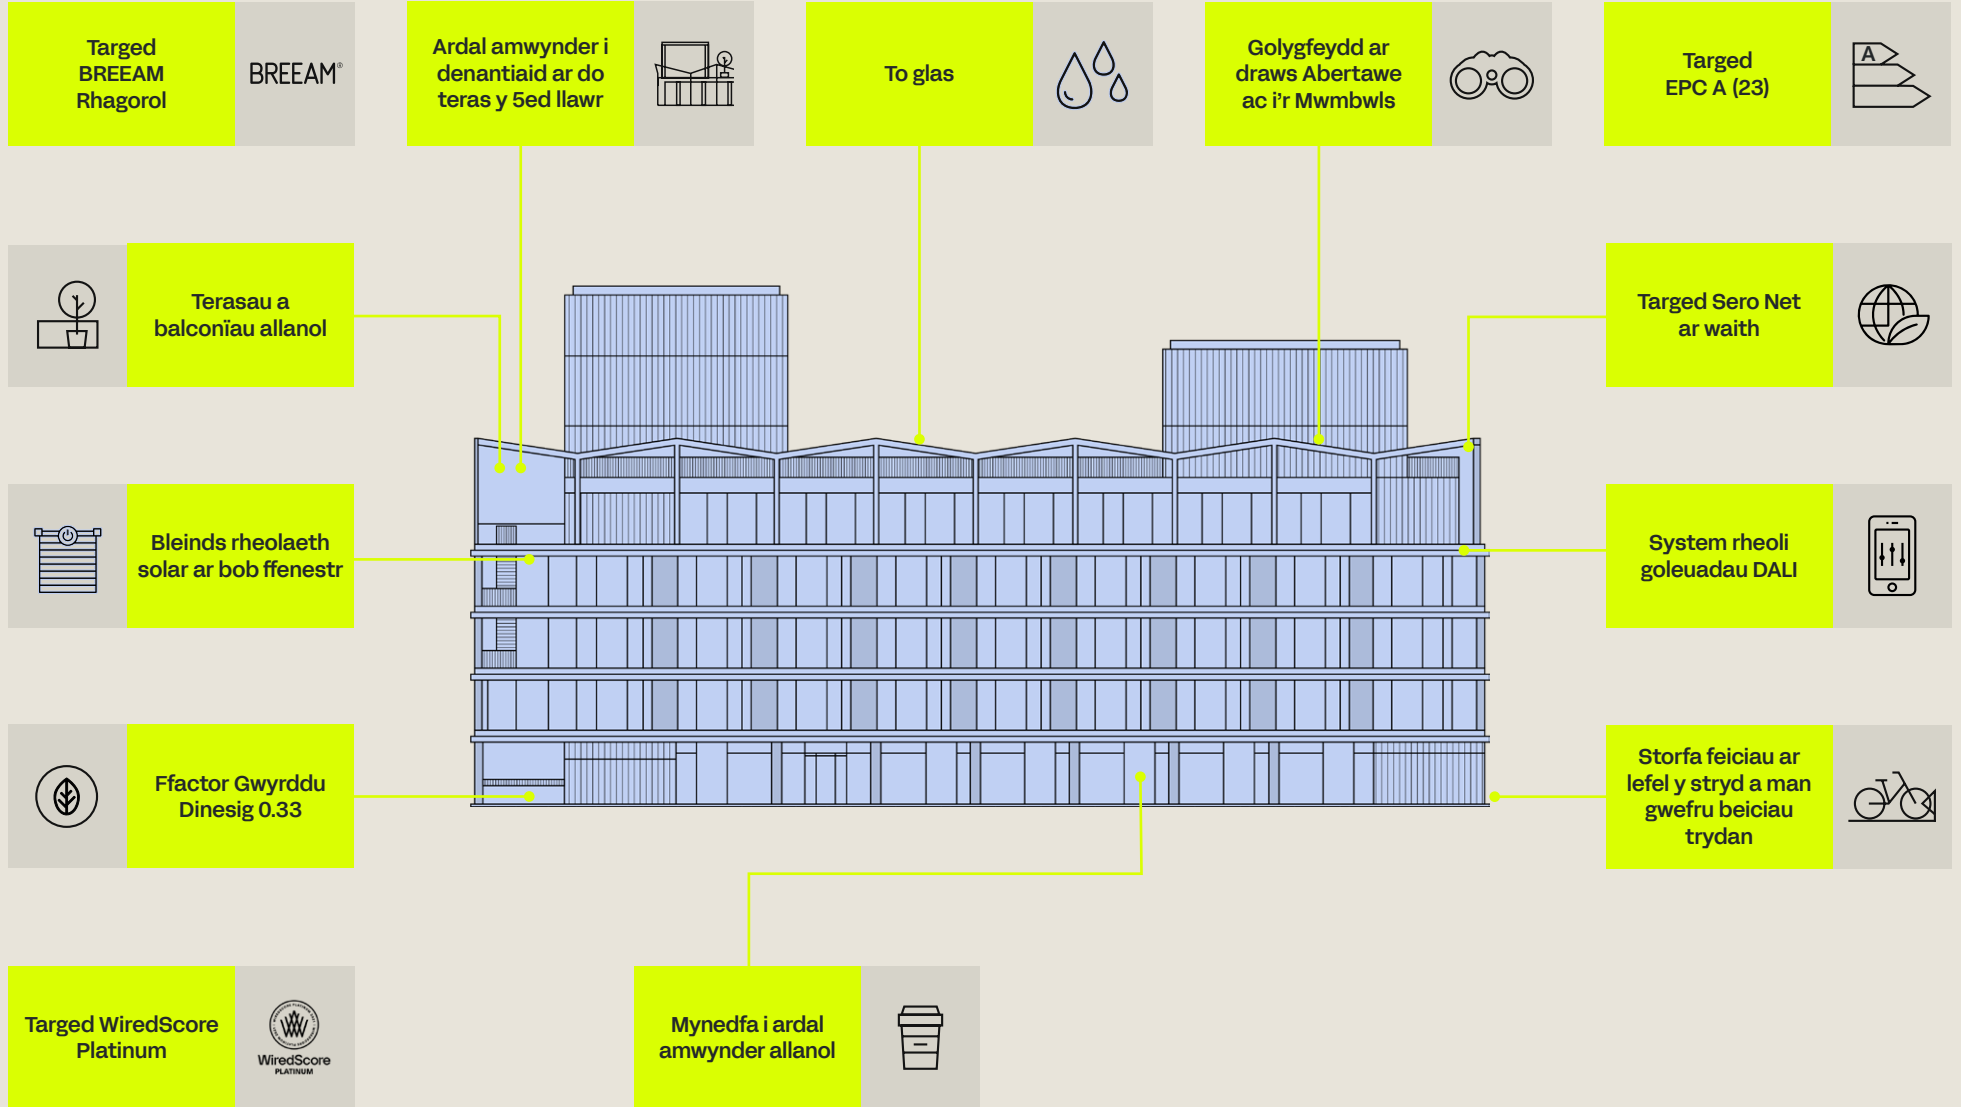 Targed
BREEAM
Rhagorol
BREEAM®
Ardal amwynder i
denantiaid ar do
teras y 5ed llawr
To glas
Golygfeydd ar
draws Abertawe
ac i'r Mwmbwls
Targed
EPC A (23)
A
Terasau a
balconïau allanol
Targed Sero Net
ar waith
Bleinds rheolaeth
solar ar bob ffenestr
System rheoli
goleuadau DALI
Ffactor Gwyrddu
Dinesig 0.33
Storfa feiciau ar
lefel y stryd a man
gwefru beiciau
trydan
Targed WiredScore
Platinum
WiredScore
PLATINUM
Mynedfa i ardal
amwynder allanol